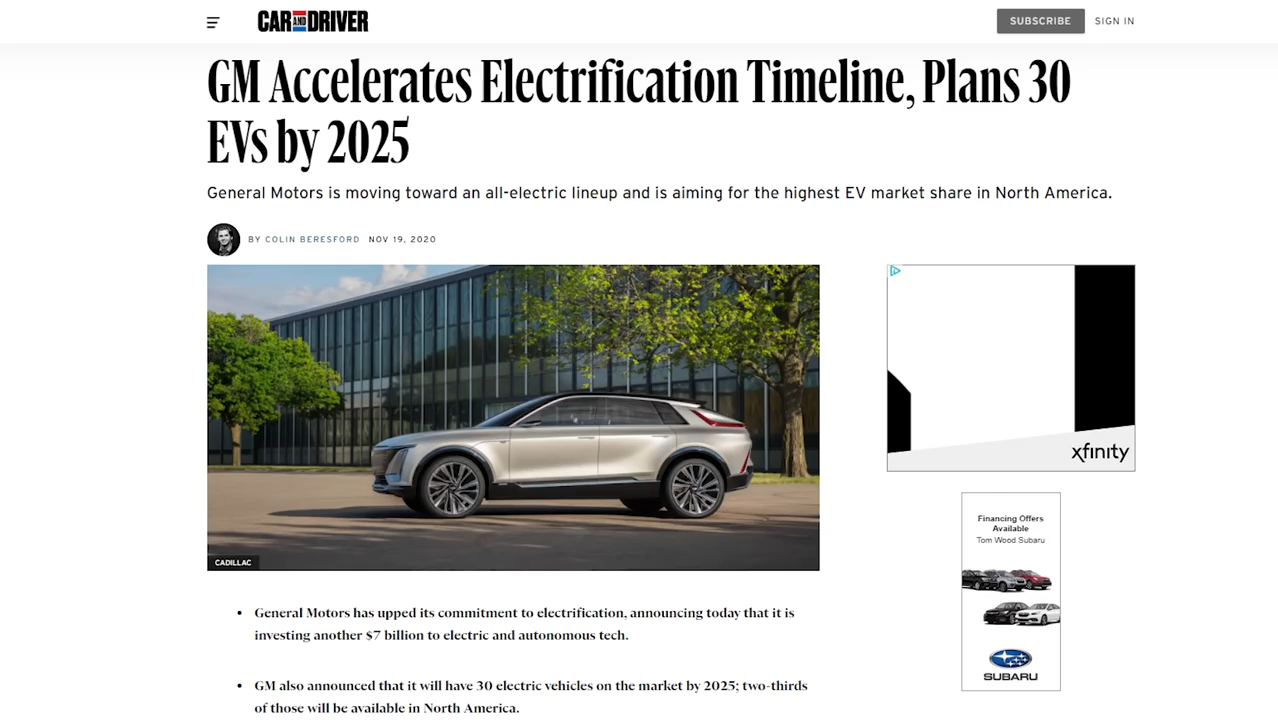 CAR AND DRIVER
SUBSCRIBE
SIGN IN
GM Accelerates Electrification Timeline, Plans 30
EVs by 2025
General Motors is moving toward an all-electric lineup and is aiming for the highest EV market share in North America.
BY COLIN BERESFORD NOV 19, 2020
CADILLAC
xfinity
Financing Offers
Available
Tom Wood Subaru
SUBARU
• General Motors has upped its commitment to electrification, announcing today that it is
investing another $7 billion to electric and autonomous tech.
• GM also announced that it will have 30 electric vehicles on the market by 2025; two-thirds
of those will be available in North America.